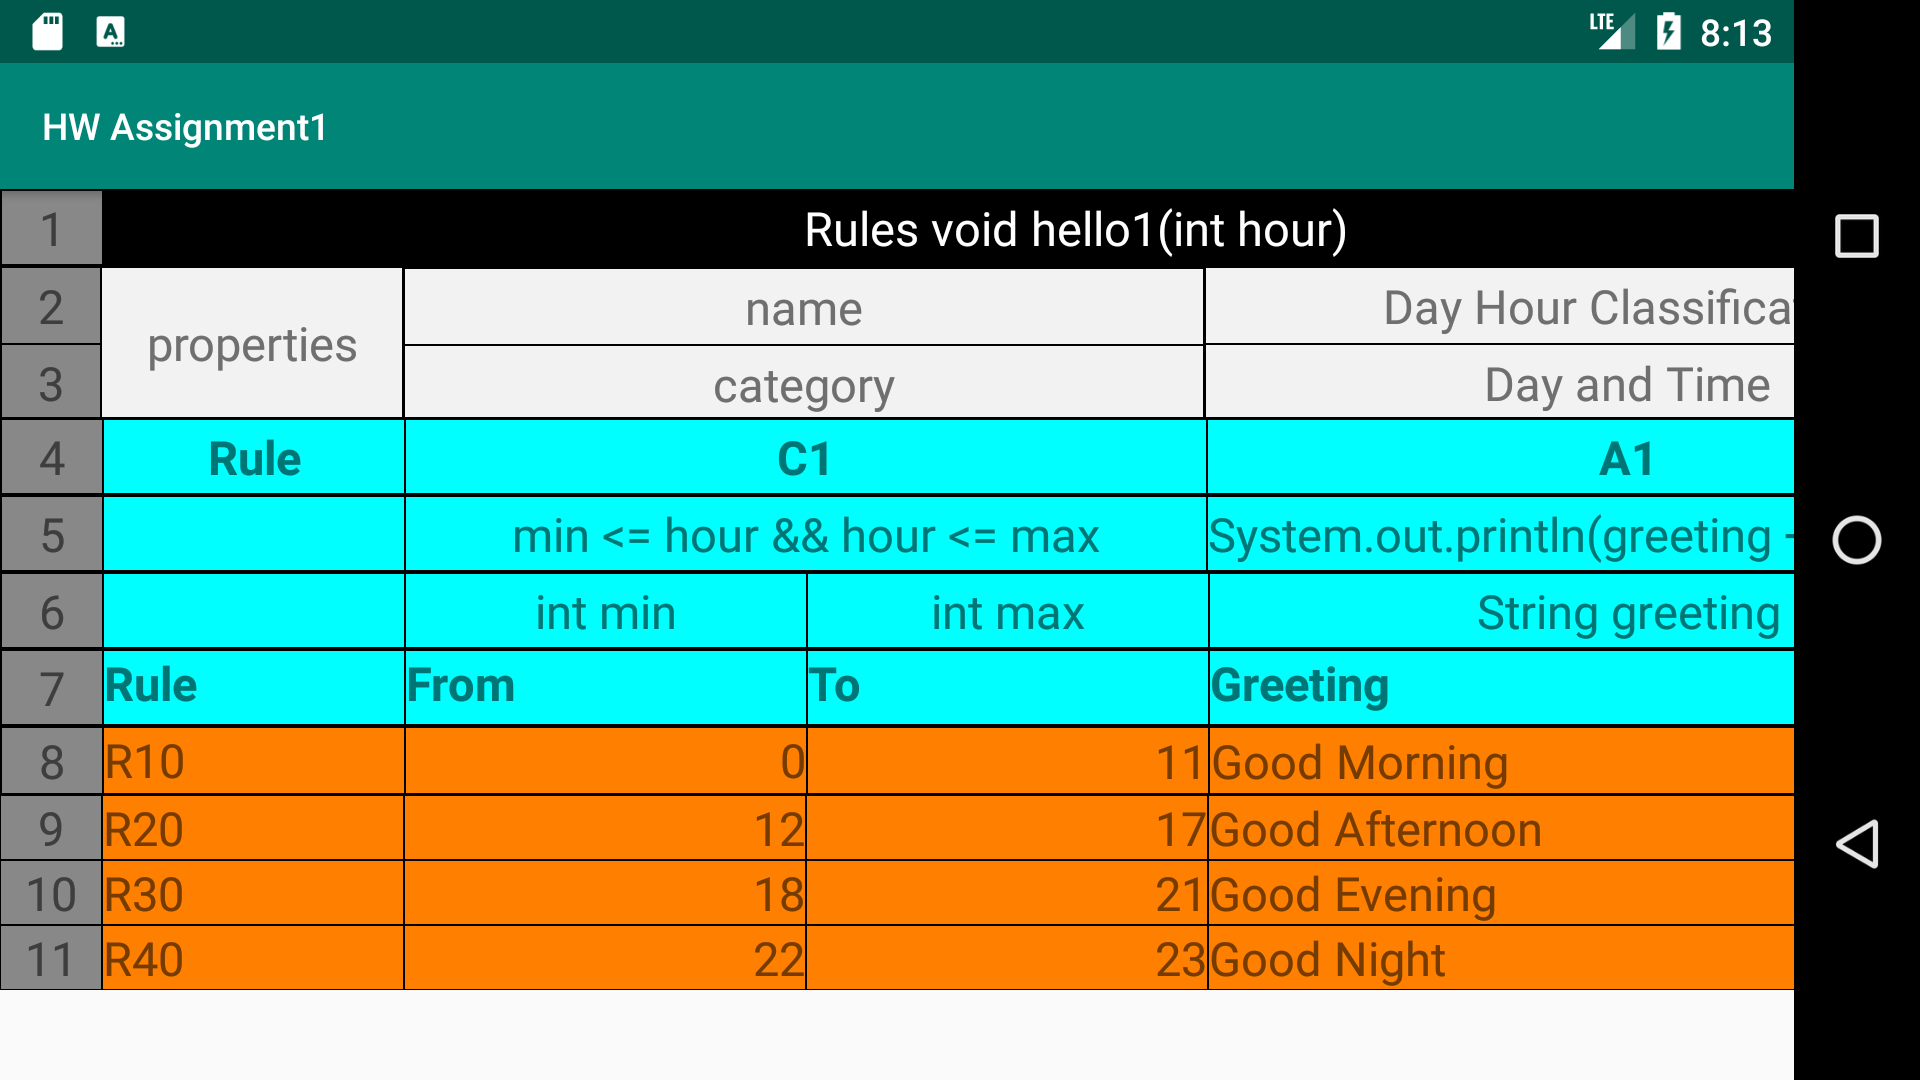 LTE 8:13
HW Assignment1
1 Rules void hello1(int hour)
2 properties name Day Hour Classifica
3 category Day and Time
4 Rule C1 A1
5 min <= hour && hour <= max System.out.println(greeting
6 int min int max String greeting
7 Rule From To Greeting
8 R10 0 11 Good Morning
9 R20 12 17 Good Afternoon
10 R30 18 21 Good Evening
11 R40 22 23 Good Night